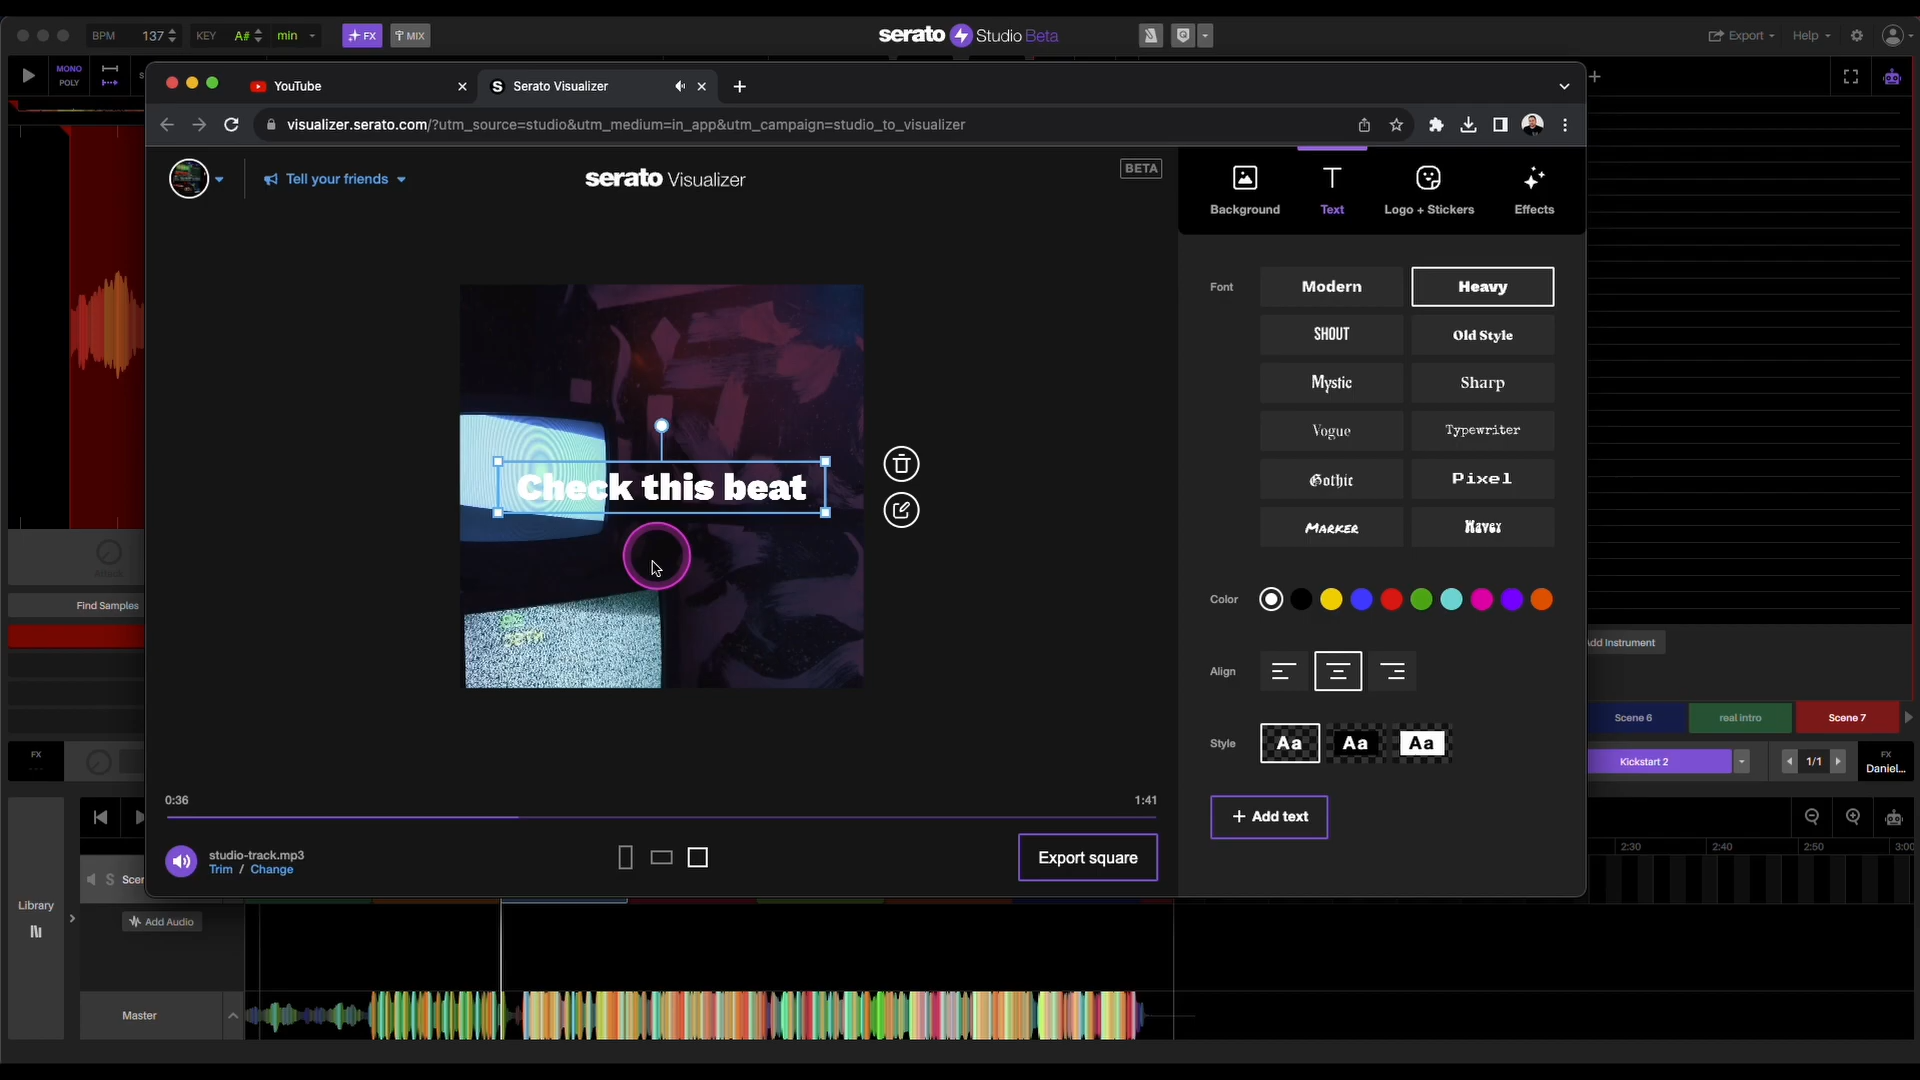 BPM 137 KEY A# min FX MIX
serato Studio Beta
Export Help
MONO
POLY
YouTube
Serato Visualizer
visualizer.serato.com/?utm_source=studio&utm_medium=in_app&utm_campaign=studio_to_visualizer
Tell your friends
serato Visualizer
BETA
Background
Text
Logo + Stickers
Effects
Font
Modern
Heavy
SHOUT
Old Style
Mystic
Sharp
Vogue
Typewriter
Gothic
Pixel
MARKER
Waves
Check this beat
Color
Align
Style
Aa Aa Aa
+ Add text
0:36
1:41
studio-track.mp3
Trim / Change
Export square
Attack
Find Samples
Add Instrument
Scene 6
real intro
Scene 7
FX
Kickstart 2
1/1
FX
Daniel...
S Scen
2:30 2:40 2:50 3:00
Library
Add Audio
Master